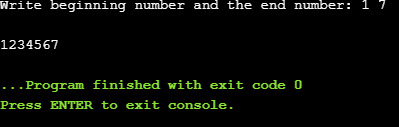 Write beginning number and the end number: 1 7
1234567
...Program finished with exit code 0
Press ENTER to exit console.